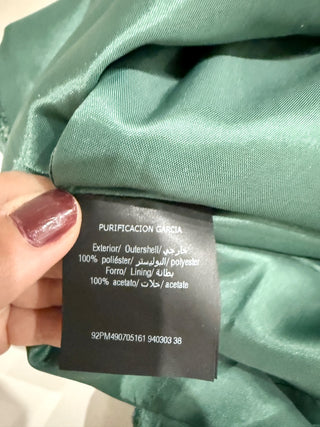 PURIFICACION GARCIA
Exterior/ Outershell/ خارجي
100% poliéster/ البوليستر/ polyester
Forro/ Lining/ بطانة
100% acetato/ خلات/ acetate
92PM490705161 940303 38